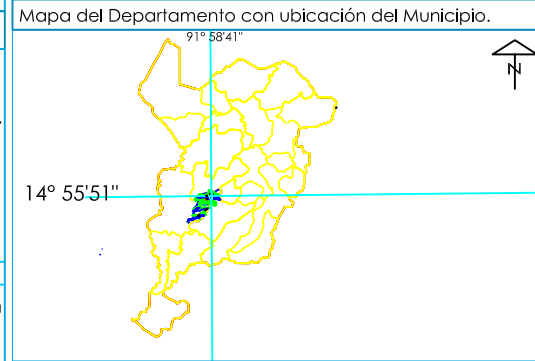 Mapa del Departamento con ubicación del Municipio.
91° 58'41"
N
14° 55'51"